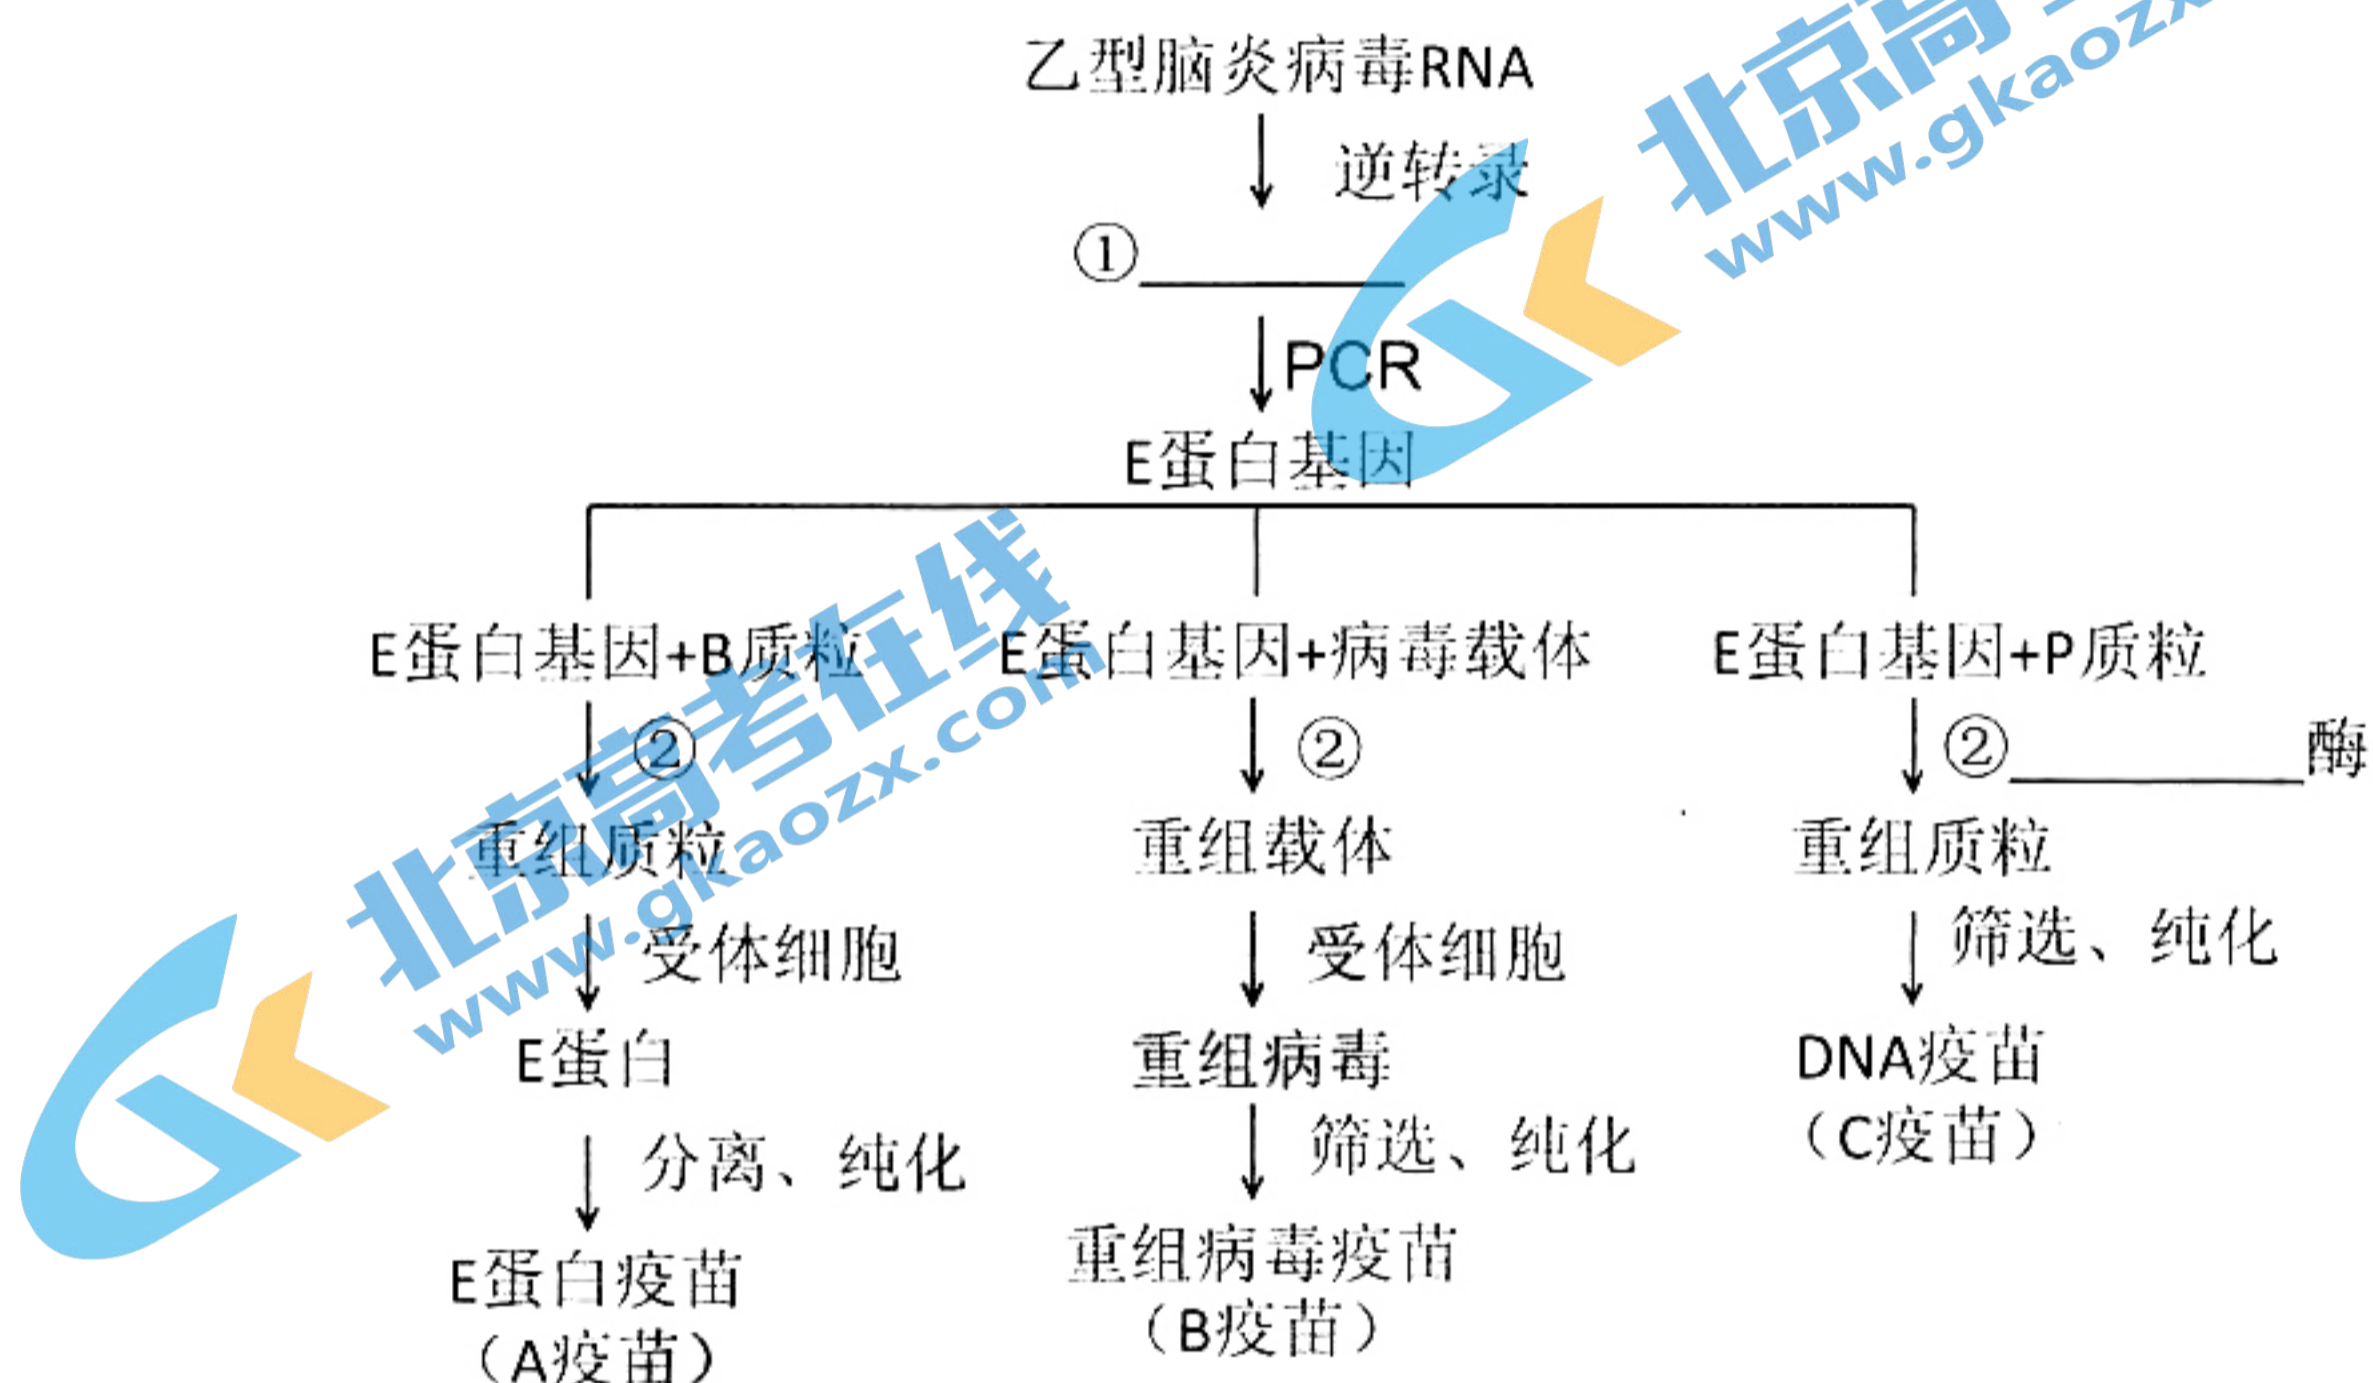 乙型脑炎病毒RNA
逆转录
①
PCR
E蛋白基因
E蛋白基因+B质粒
E蛋白基因+病毒载体
E蛋白基因+P质粒
②
②
②酶
重组质粒
重组载体
重组质粒
受体细胞
受体细胞
筛选、纯化
E蛋白
重组病毒
DNA疫苗
（C疫苗）
分离、纯化
筛选、纯化
E蛋白疫苗
（A疫苗）
重组病毒疫苗
（B疫苗）
北京高考在线
www.gkaozx.com
北京高
www.gkaozx